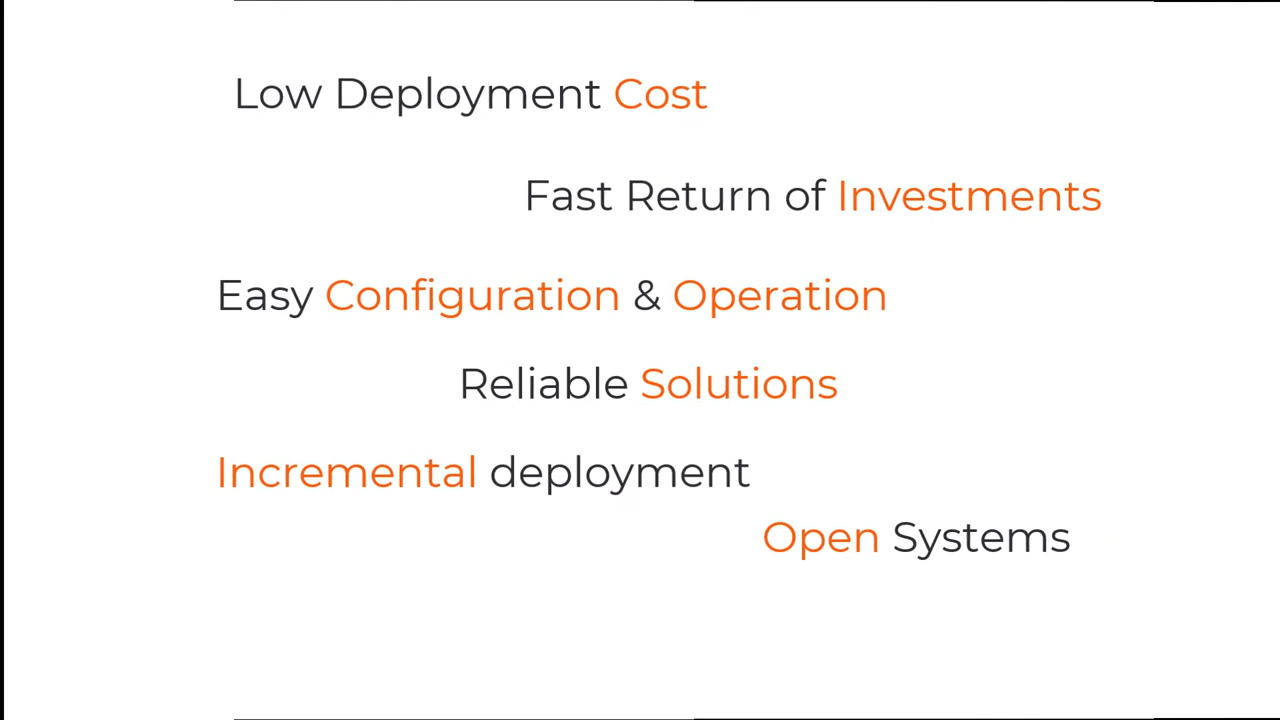 Low Deployment Cost
Fast Return of Investments
Easy Configuration & Operation
Reliable Solutions
Incremental deployment
Open Systems